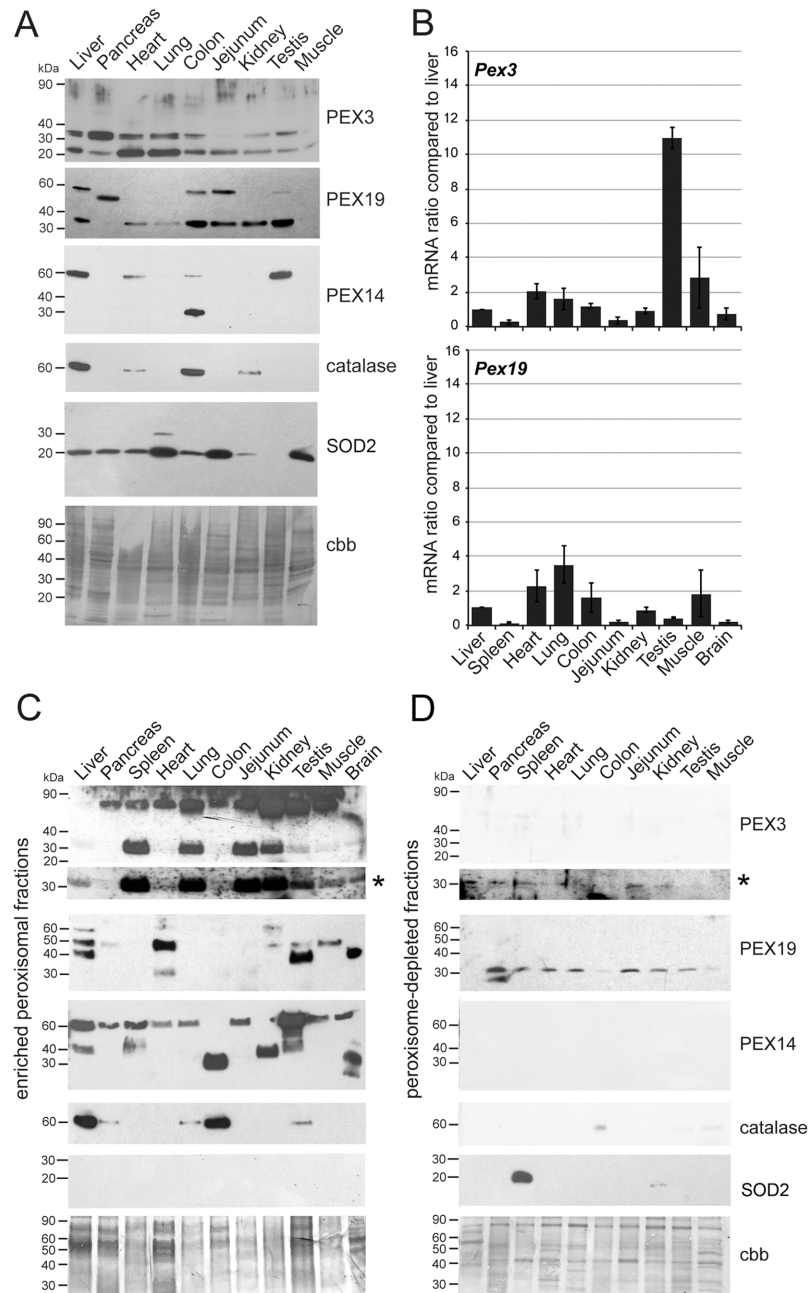 A
Liver
Pancreas
Heart
Lung
Colon
Jejunum
Kidney
Testis
Muscle
kDa
90
40
30
20
PEX3
60
40
30
PEX19
60
40
30
PEX14
60
catalase
30
20
SOD2
90
60
40
30
20
cbb
B
mRNA ratio compared to liver
16
14
12
10
8
6
4
2
0
Pex3
mRNA ratio compared to liver
16
14
12
10
8
6
4
2
0
Pex19
Liver
Spleen
Heart
Lung
Colon
Jejunum
Kidney
Testis
Muscle
Brain
C
enriched peroxisomal fractions
Liver
Pancreas
Spleen
Heart
Lung
Colon
Jejunum
Kidney
Testis
Muscle
Brain
kDa
90
40
30
20
30
*
60
50
40
30
60
40
30
60
30
20
90
60
50
40
30
D
peroxisome-depleted fractions
Liver
Pancreas
Spleen
Heart
Lung
Colon
Jejunum
Kidney
Testis
Muscle
kDa
90
40
30
20
PEX3
30
*
60
50
40
30
PEX19
60
40
30
PEX14
60
catalase
30
20
SOD2
90
60
50
40
30
cbb